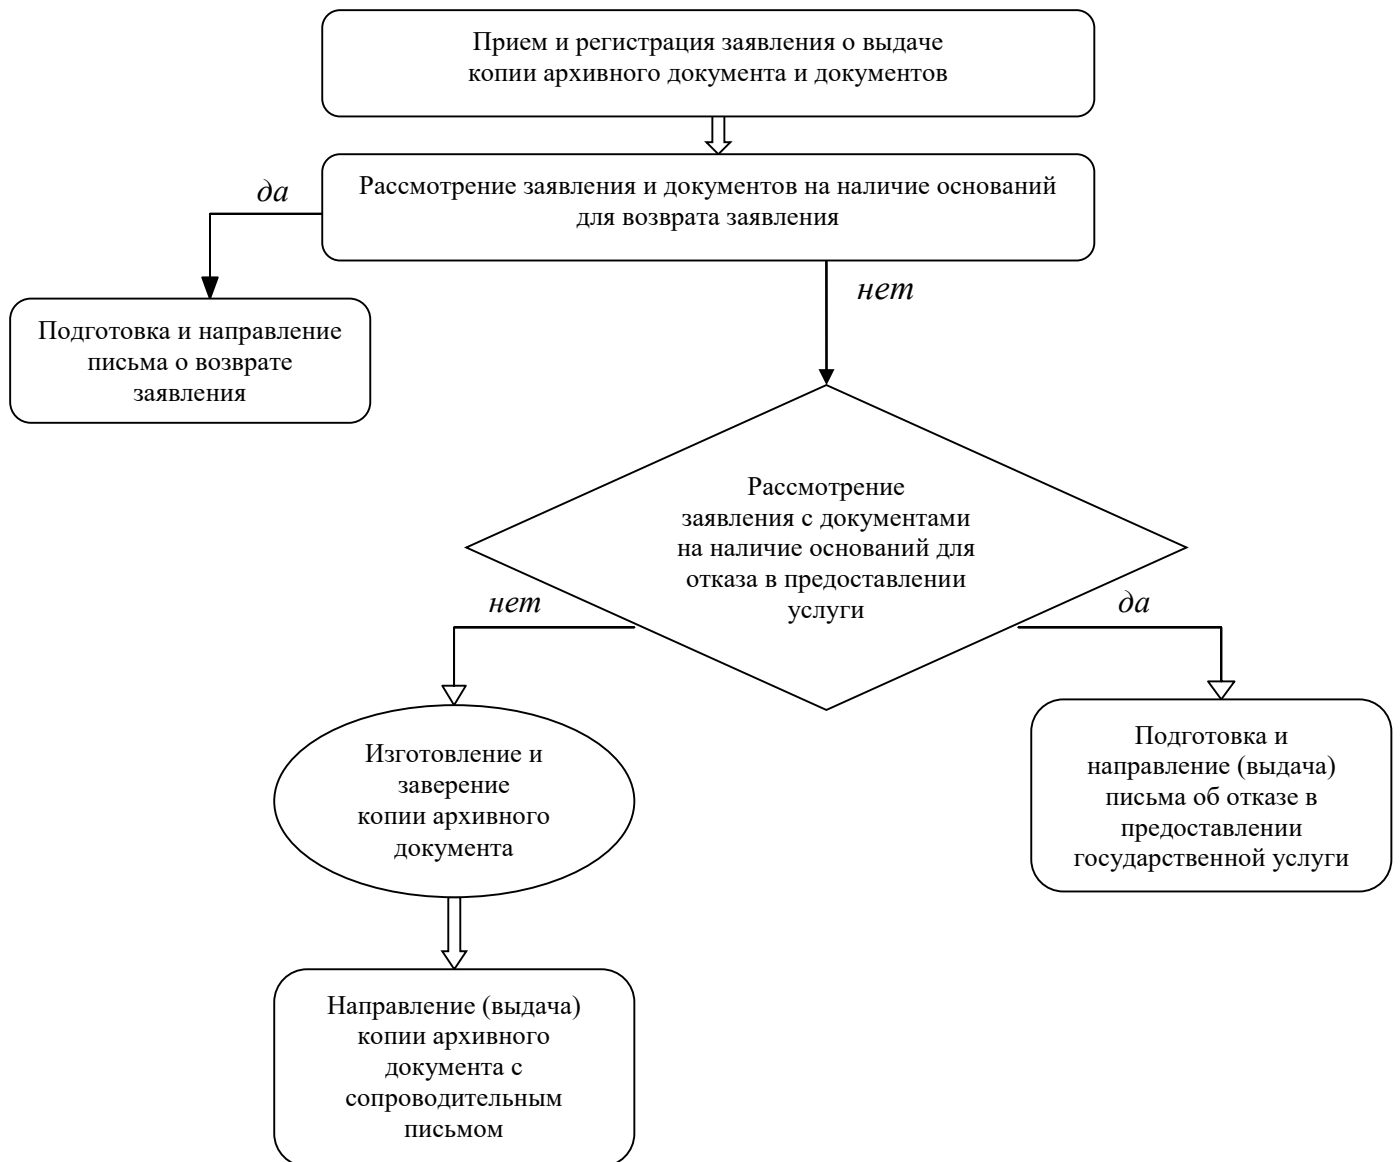 Прием и регистрация заявления о выдаче
копии архивного документа и документов
Рассмотрение заявления и документов на наличие оснований
для возврата заявления
да
нет
Подготовка и направление
письма о возврате
заявления
Рассмотрение
заявления с документами
на наличие оснований для
отказа в предоставлении
услуги
нет
да
Изготовление и
заверение
копии архивного
документа
Подготовка и
направление (выдача)
письма об отказе в
предоставлении
государственной услуги
Направление (выдача)
копии архивного
документа с
сопроводительным
письмом